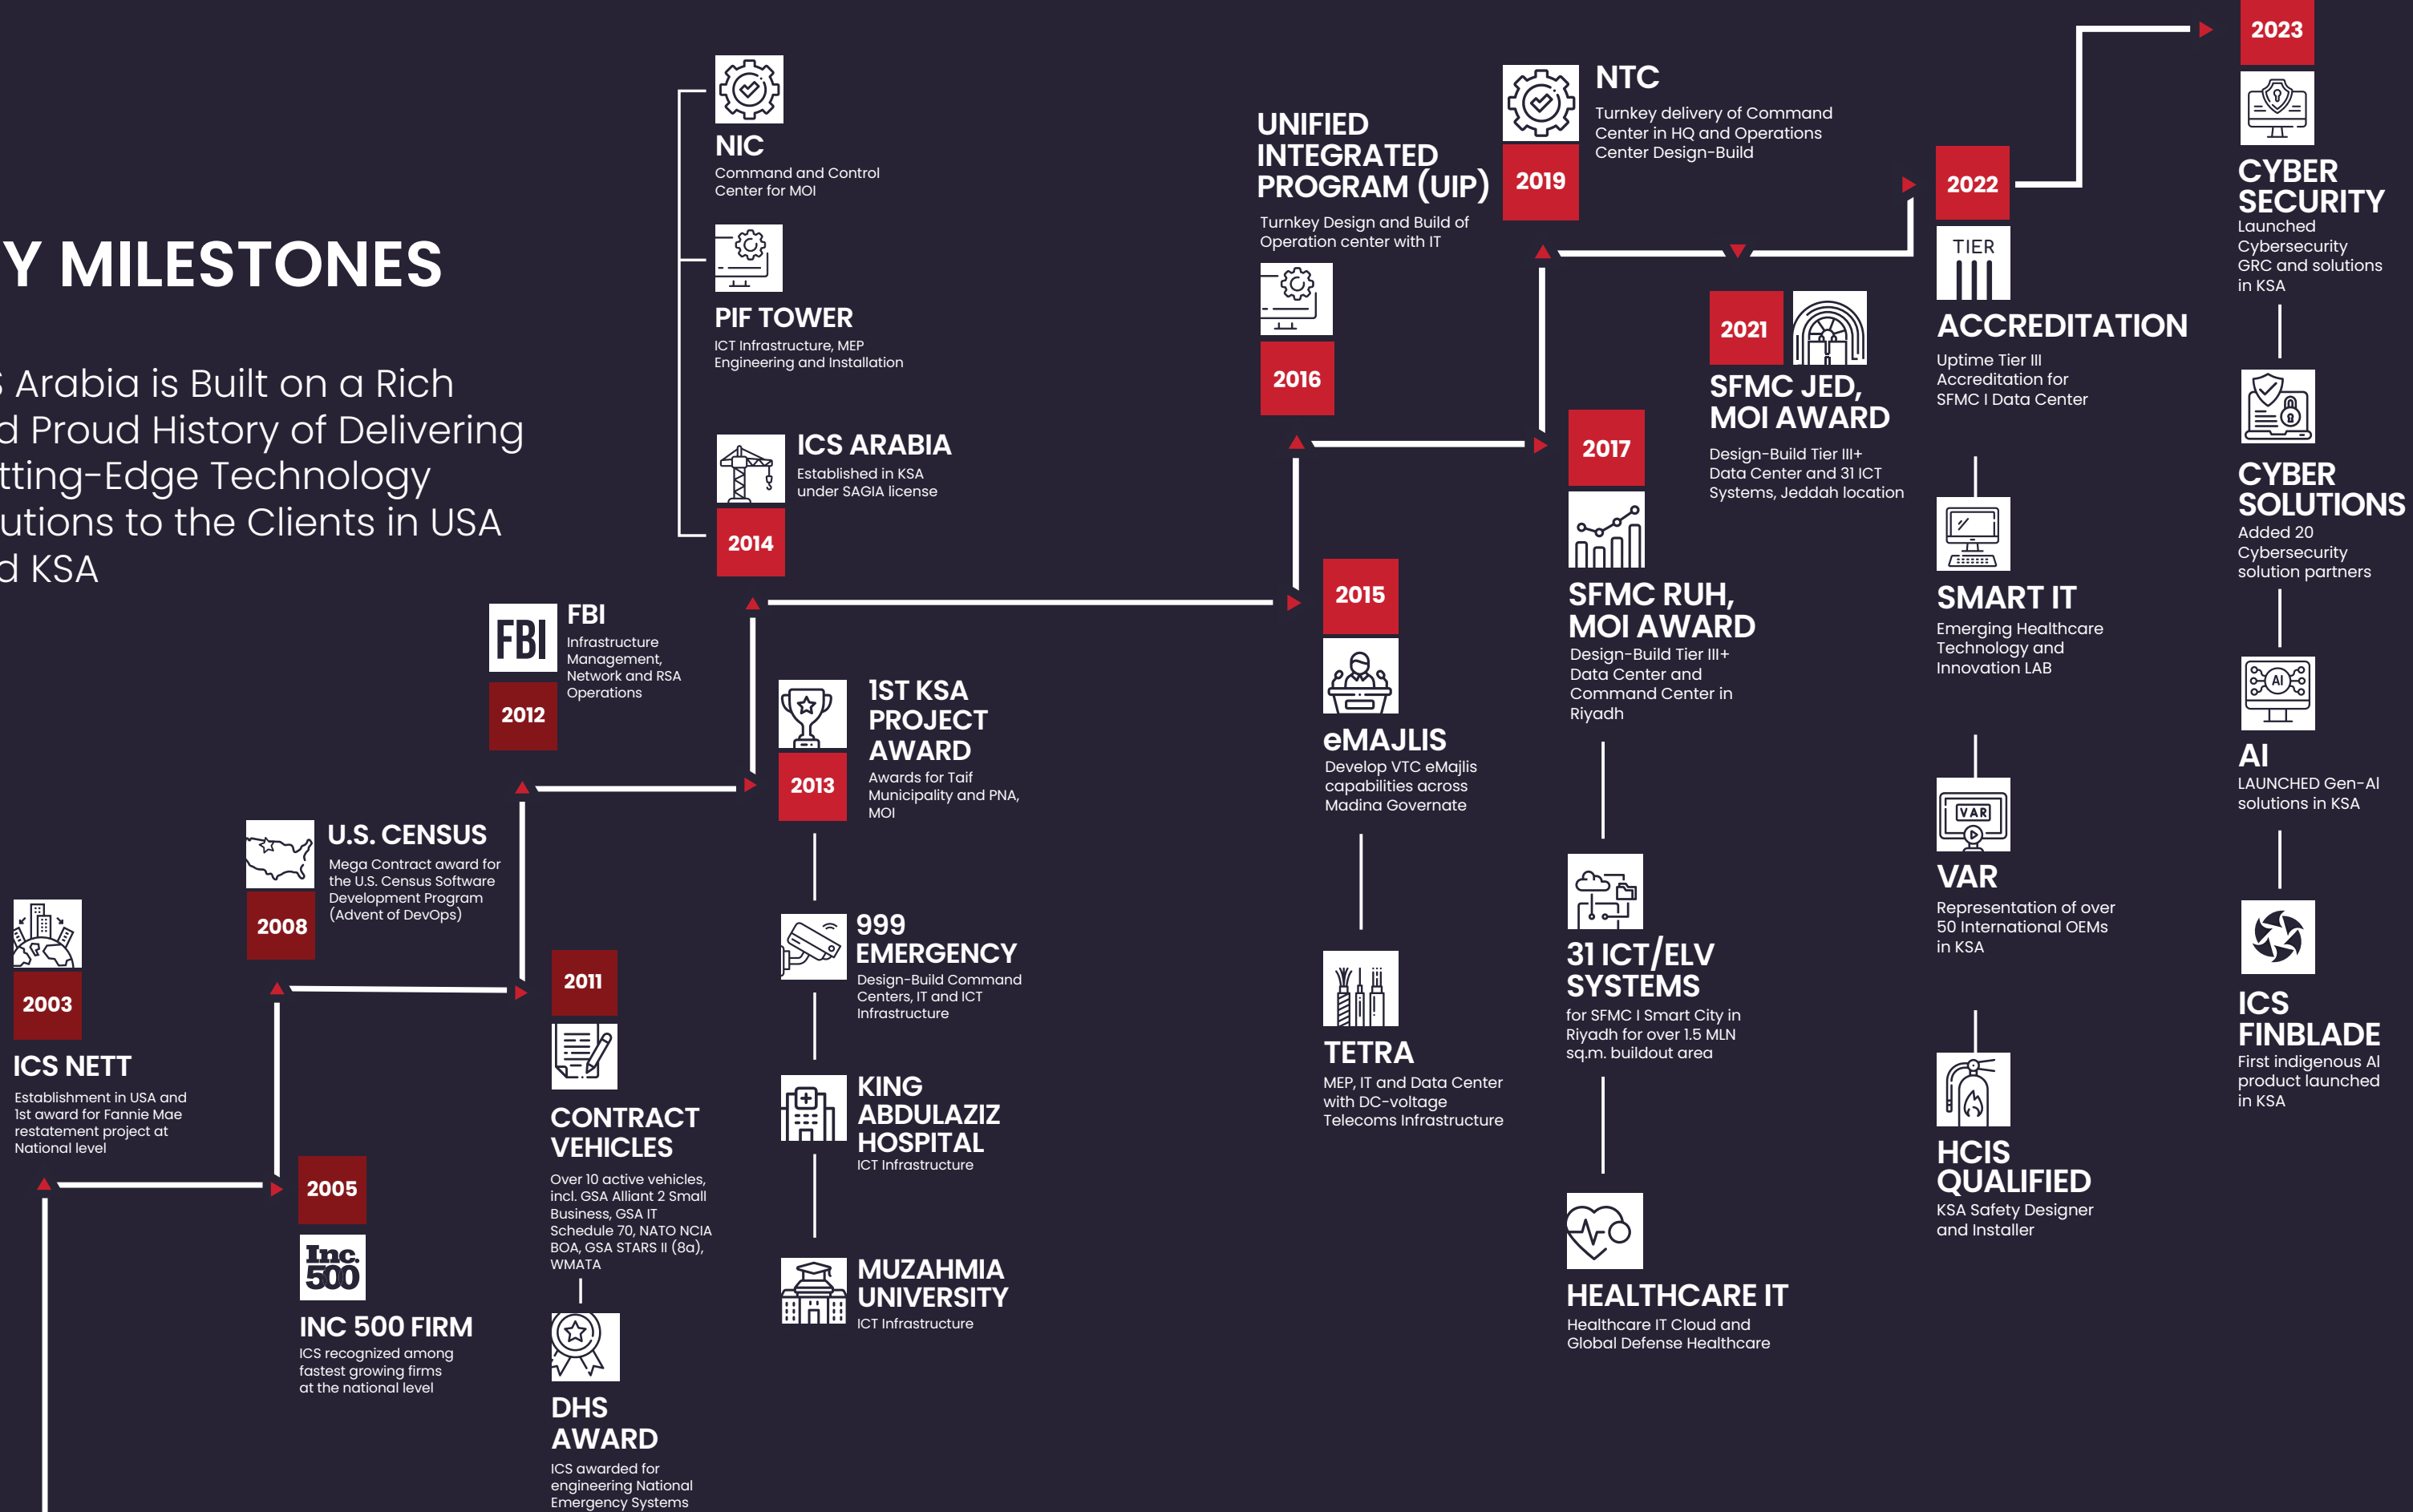 Y MILESTONES
S Arabia is Built on a Rich
d Proud History of Delivering
tting-Edge Technology
utions to the Clients in USA
d KSA
2003
ICS NETT
Establishment in USA and
1st award for Fannie Mae
restatement project at
National level
2005
Inc.
500
INC 500 FIRM
ICS recognized among
fastest growing firms
at the national level
U.S. CENSUS
Mega Contract award for
the U.S. Census Software
Development Program
(Advent of DevOps)
2008
2011
CONTRACT
VEHICLES
Over 10 active vehicles,
incl. GSA Alliant 2 Small
Business, GSA IT
Schedule 70, NATO NCIA
BOA, GSA STARS II (8a),
WMATA
DHS
AWARD
ICS awarded for
engineering National
Emergency Systems
FBI
FBI
Infrastructure
Management,
Network and RSA
Operations
2012
1ST KSA
PROJECT
AWARD
2013
Awards for Taif
Municipality and PNA,
MOI
999
EMERGENCY
Design-Build Command
Centers, IT and ICT
Infrastructure
KING
ABDULAZIZ
HOSPITAL
ICT Infrastructure
MUZAHMIA
UNIVERSITY
ICT Infrastructure
NIC
Command and Control
Center for MOI
PIF TOWER
ICT Infrastructure, MEP
Engineering and Installation
ICS ARABIA
Established in KSA
under SAGIA license
2014
2015
eMAJLIS
Develop VTC eMajlis
capabilities across
Madina Governate
TETRA
MEP, IT and Data Center
with DC-voltage
Telecoms Infrastructure
UNIFIED
INTEGRATED
PROGRAM (UIP)
Turnkey Design and Build of
Operation center with IT
2016
2017
SFMC RUH,
MOI AWARD
Design-Build Tier III+
Data Center and
Command Center in
Riyadh
31 ICT/ELV
SYSTEMS
for SFMC I Smart City in
Riyadh for over 1.5 MLN
sq.m. buildout area
HEALTHCARE IT
Healthcare IT Cloud and
Global Defense Healthcare
NTC
Turnkey delivery of Command
Center in HQ and Operations
Center Design-Build
2019
2021
SFMC JED,
MOI AWARD
Design-Build Tier III+
Data Center and 31 ICT
Systems, Jeddah location
2022
TIER
III
ACCREDITATION
Uptime Tier III
Accreditation for
SFMC I Data Center
SMART IT
Emerging Healthcare
Technology and
Innovation LAB
VAR
VAR
Representation of over
50 International OEMs
in KSA
HCIS
QUALIFIED
KSA Safety Designer
and Installer
2023
CYBER
SECURITY
Launched
Cybersecurity
GRC and solutions
in KSA
CYBER
SOLUTIONS
Added 20
Cybersecurity
solution partners
AI
AI
LAUNCHED Gen-AI
solutions in KSA
ICS
FINBLADE
First indigenous AI
product launched
in KSA